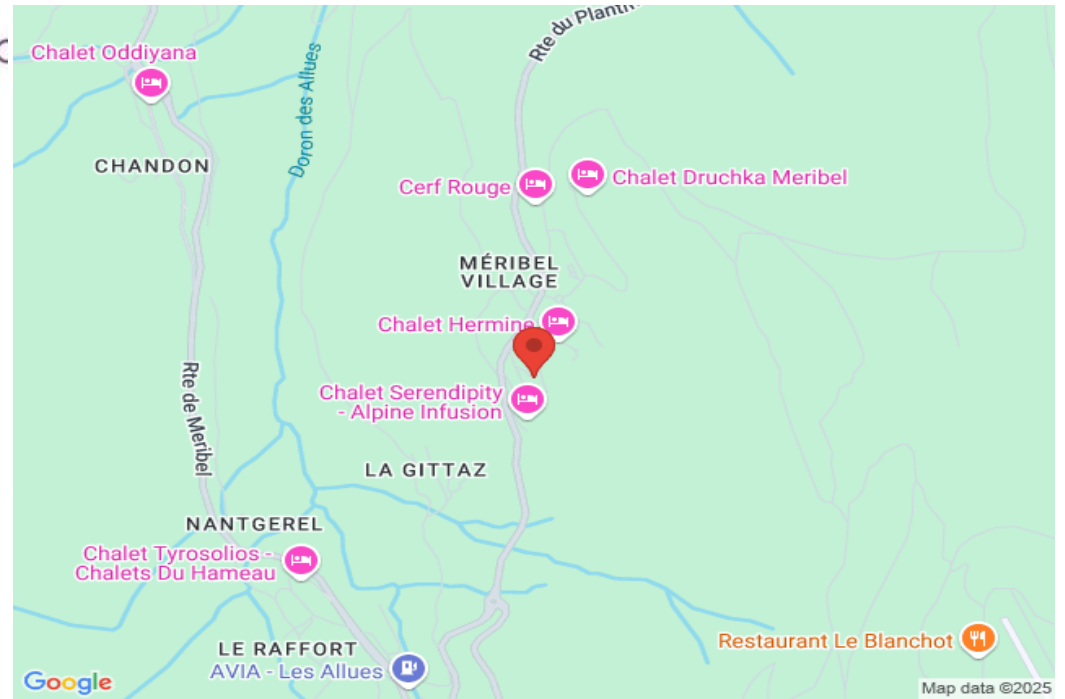 Rte du Plantin
Chalet Oddiyana
Doron des Allues
CHANDON
Cerf Rouge
Chalet Druchka Meribel
MÉRIBEL
VILLAGE
Chalet Hermine
Chalet Serendipity
- Alpine Infusion
Rte de Meribel
LA GITTAZ
NANTGEREL
Chalet Tyrosolios -
Chalets Du Hameau
LE RAFFORT
AVIA - Les Allues
Restaurant Le Blanchot
Google
Map data ©2025